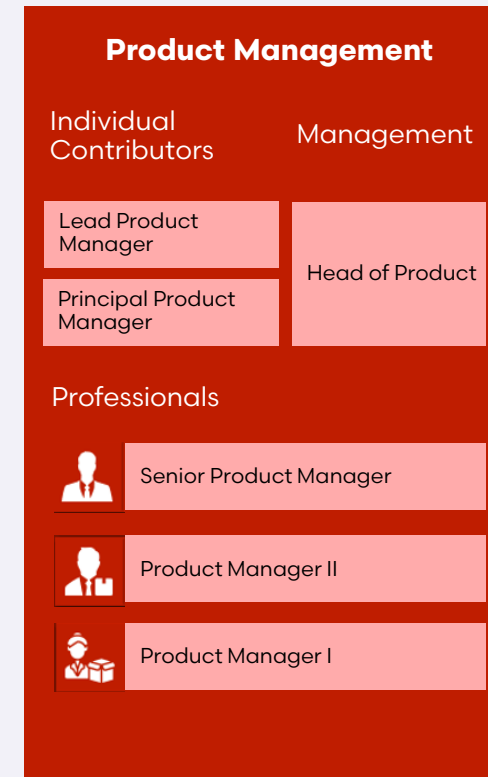 Product Management
Individual
Contributors
Management
Lead Product
Manager
Principal Product
Manager
Head of Product
Professionals
Senior Product Manager
Product Manager II
Product Manager I